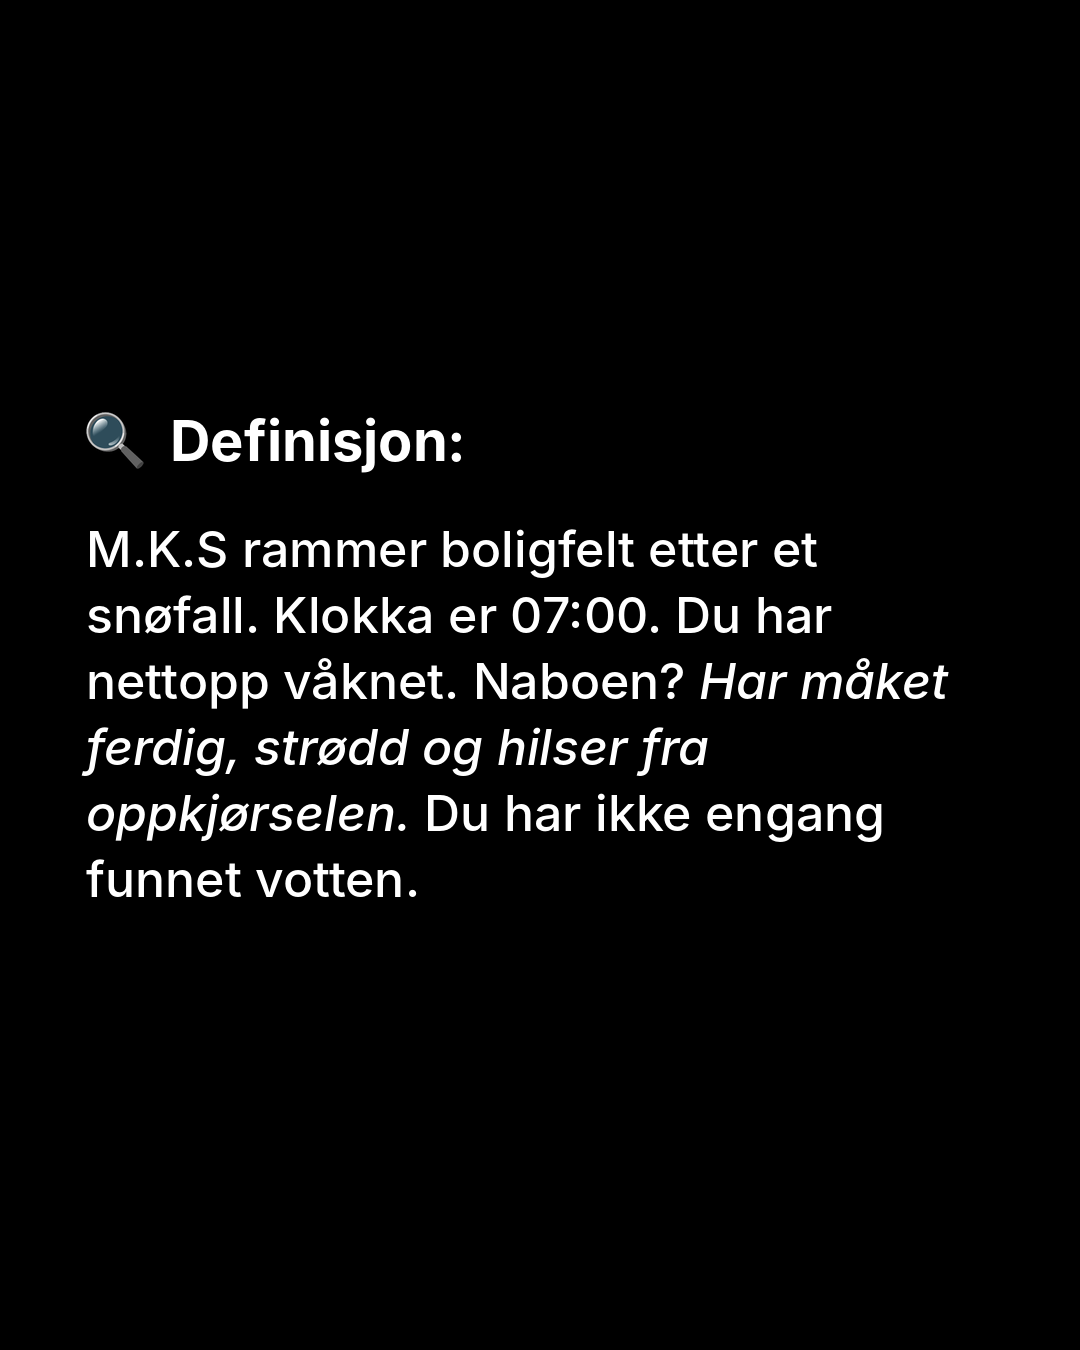 🔍 Definisjon:
M.K.S rammer boligfelt etter et
snøfall. Klokka er 07:00. Du har
nettopp våknet. Naboen? Har måket
ferdig, strødd og hilser fra
oppkjørselen. Du har ikke engang
funnet votten.